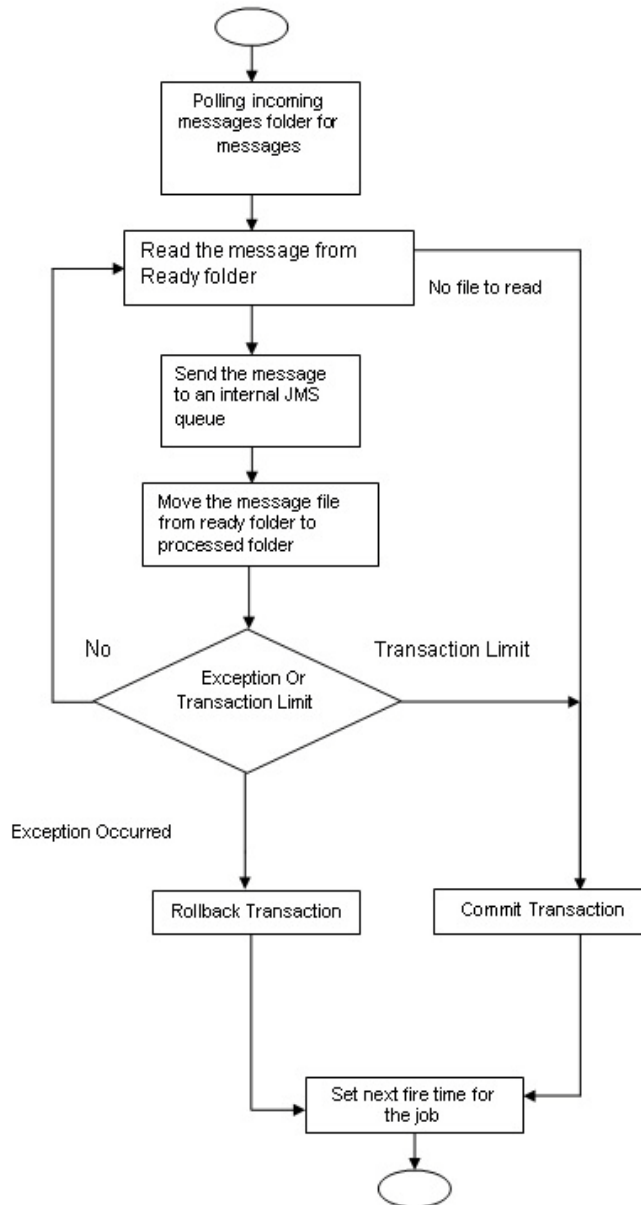 Polling incoming
messages folder for
messages
Read the message from
Ready folder
No file to read
Send the message
to an internal JMS
queue
Move the message file
from ready folder to
processed folder
No
Transaction Limit
Exception Or
Transaction Limit
Exception Occurred
Rollback Transaction
Commit Transaction
Set next fire time for
the job